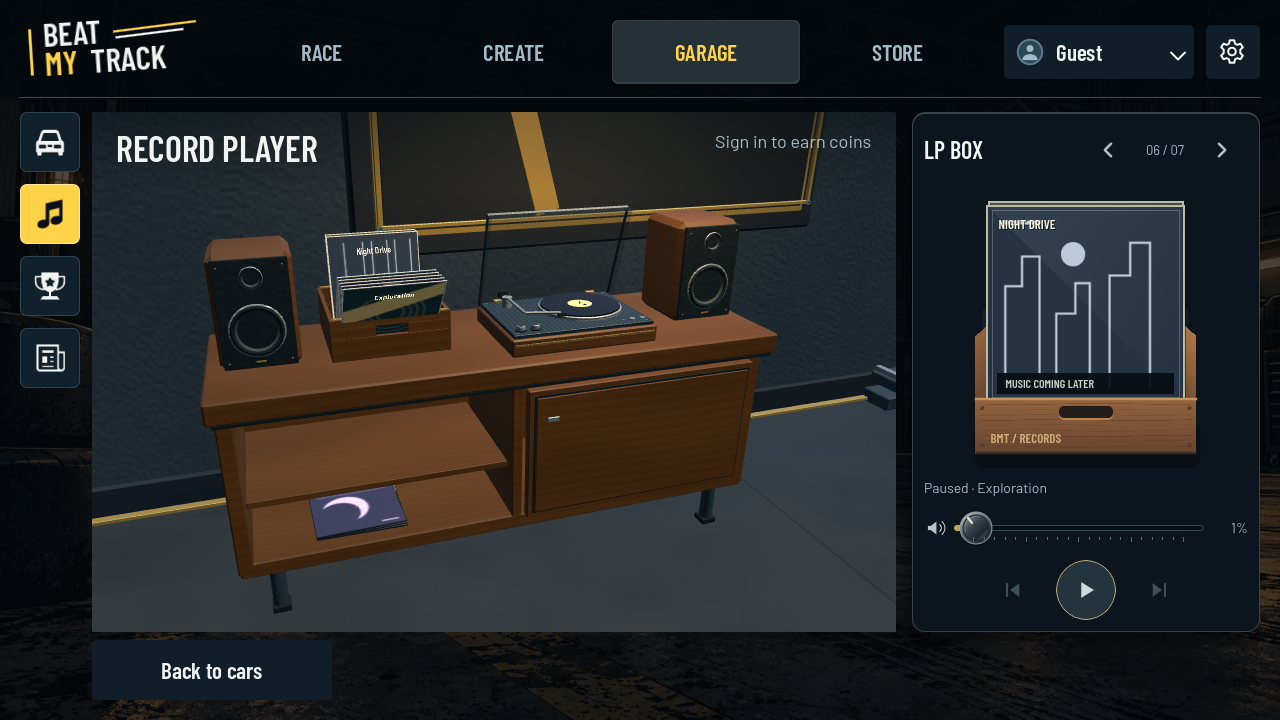 BEAT
MY TRACK
RACE
CREATE
GARAGE
STORE
Guest
RECORD PLAYER
Sign in to earn coins
Night Drive
Exploration
LP BOX
06 / 07
NIGHT DRIVE
MUSIC COMING LATER
BMT / RECORDS
Paused · Exploration
1%
Back to cars